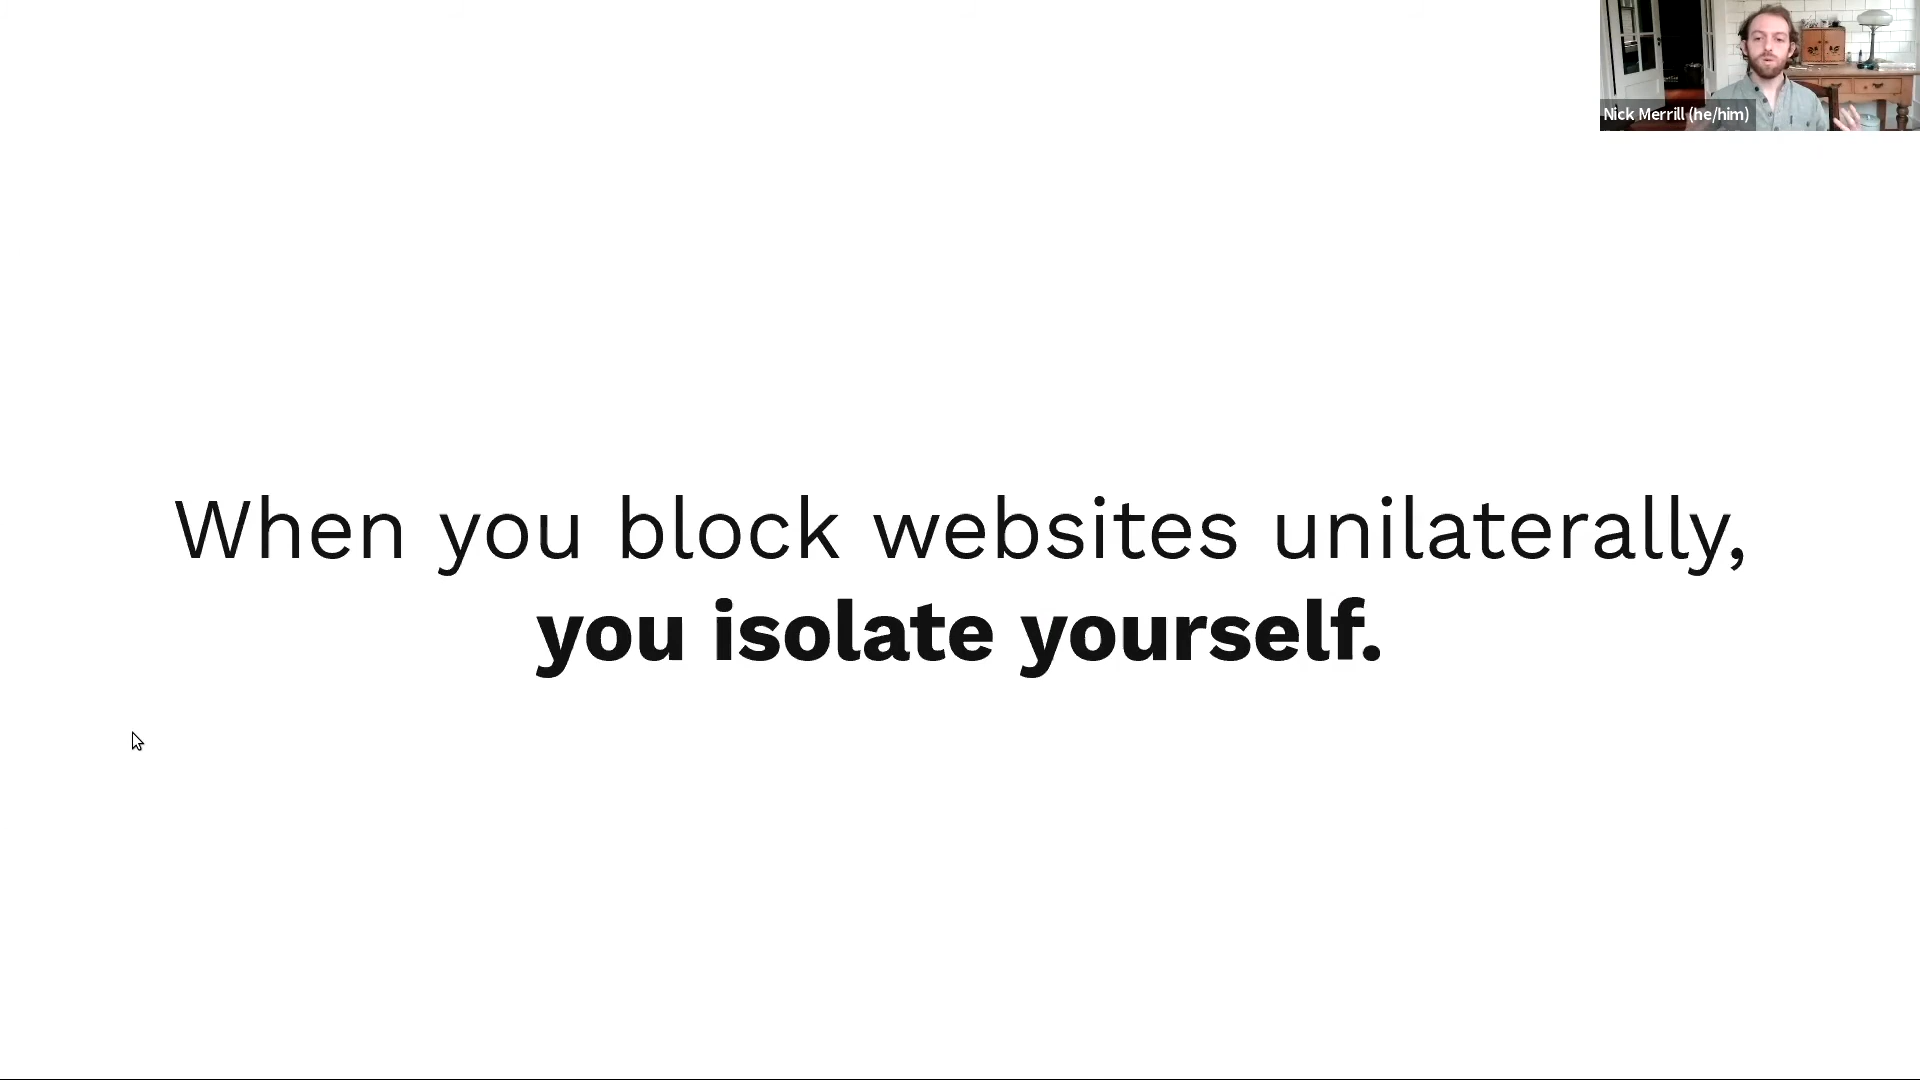 Nick Merrill (he/him)
When you block websites unilaterally,
you isolate yourself.